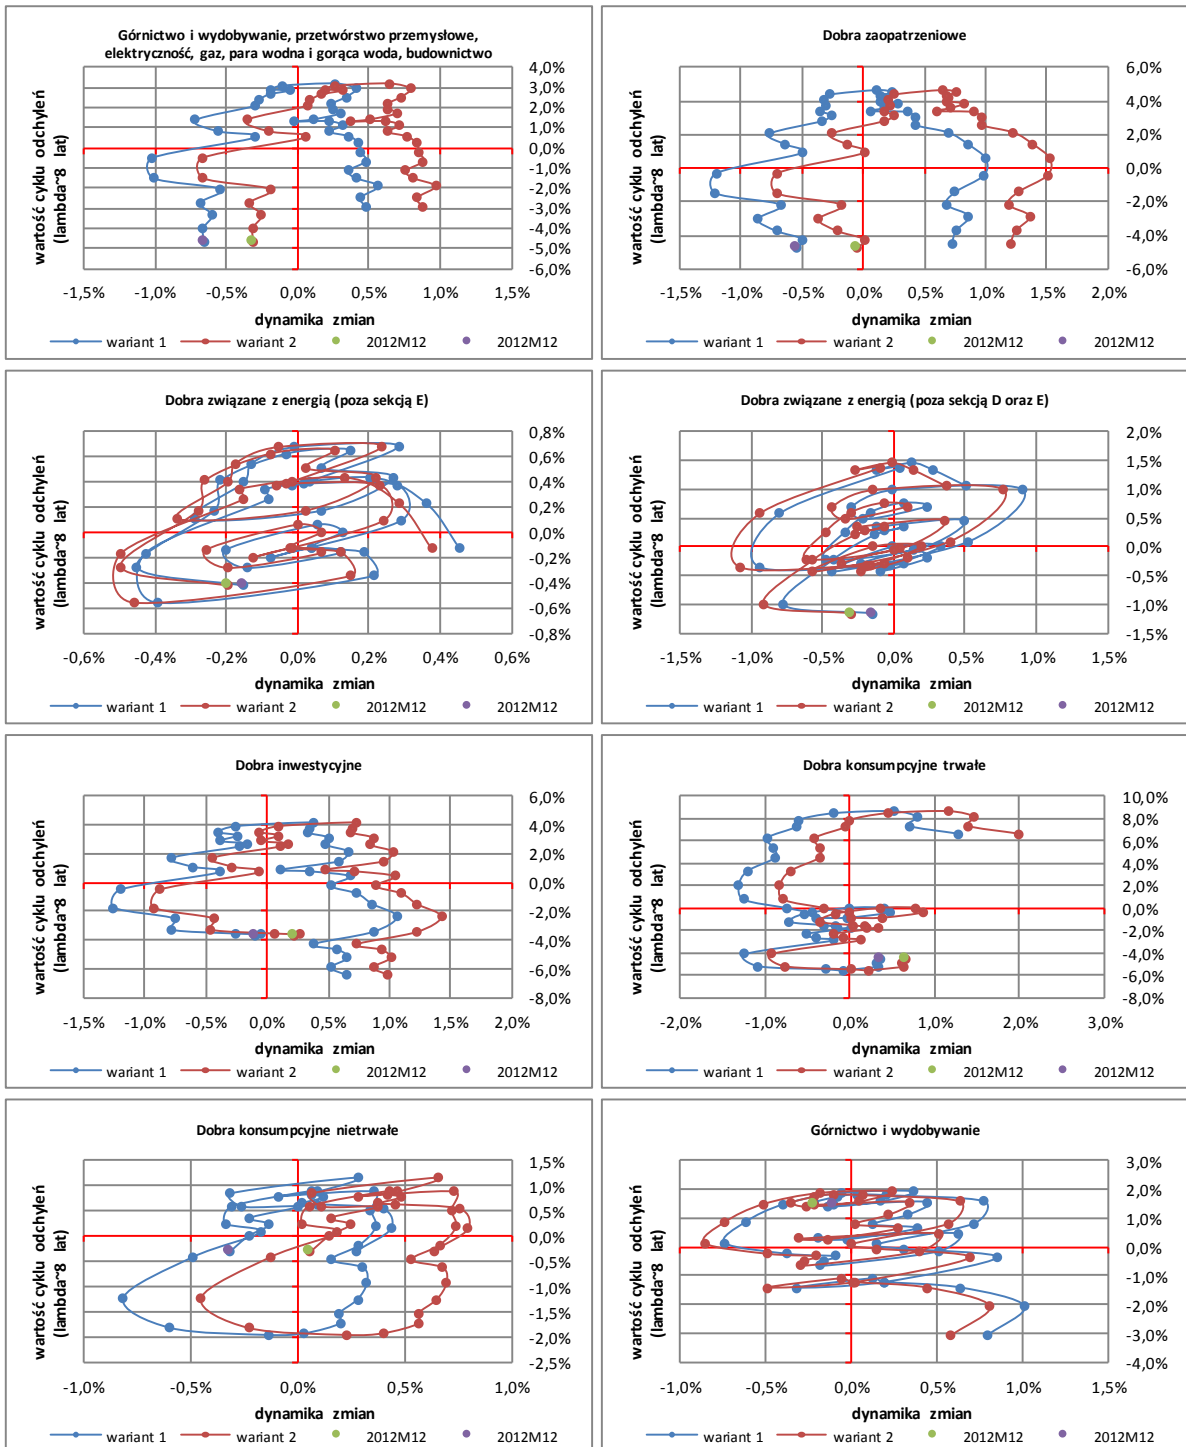 Górnictwo i wydobywanie, przetwórstwo przemysłowe,
elektryczność, gaz, para wodna i gorąca woda, budownictwo
4,0%
3,0%
2,0%
1,0%
0,0%
-1,0%
-2,0%
-3,0%
-4,0%
-5,0%
-6,0%
wartość cyklu odchyleń
(lambda~8 lat)
-1,5% -1,0% -0,5% 0,0% 0,5% 1,0% 1,5%
dynamika zmian
wariant 1 wariant 2 2012M12 2012M12
Dobra zaopatrzeniowe
6,0%
4,0%
2,0%
0,0%
-2,0%
-4,0%
-6,0%
wartość cyklu odchyleń
(lambda~8 lat)
-1,5% -1,0% -0,5% 0,0% 0,5% 1,0% 1,5% 2,0%
dynamika zmian
wariant 1 wariant 2 2012M12 2012M12
Dobra związane z energią (poza sekcją E)
0,8%
0,6%
0,4%
0,2%
0,0%
-0,2%
-0,4%
-0,6%
-0,8%
wartość cyklu odchyleń
(lambda~8 lat)
-0,6% -0,4% -0,2% 0,0% 0,2% 0,4% 0,6%
dynamika zmian
wariant 1 wariant 2 2012M12 2012M12
Dobra związane z energią (poza sekcją D oraz E)
2,0%
1,5%
1,0%
0,5%
0,0%
-0,5%
-1,0%
-1,5%
wartość cyklu odchyleń
(lambda~8 lat)
-1,5% -1,0% -0,5% 0,0% 0,5% 1,0% 1,5%
dynamika zmian
wariant 1 wariant 2 2012M12 2012M12
Dobra inwestycyjne
6,0%
4,0%
2,0%
0,0%
-2,0%
-4,0%
-6,0%
-8,0%
wartość cyklu odchyleń
(lambda~8 lat)
-1,5% -1,0% -0,5% 0,0% 0,5% 1,0% 1,5% 2,0%
dynamika zmian
wariant 1 wariant 2 2012M12 2012M12
Dobra konsumpcyjne trwałe
10,0%
8,0%
6,0%
4,0%
2,0%
0,0%
-2,0%
-4,0%
-6,0%
-8,0%
wartość cyklu odchyleń
(lambda~8 lat)
-2,0% -1,0% 0,0% 1,0% 2,0% 3,0%
dynamika zmian
wariant 1 wariant 2 2012M12 2012M12
Dobra konsumpcyjne nietrwałe
1,5%
1,0%
0,5%
0,0%
-0,5%
-1,0%
-1,5%
-2,0%
-2,5%
wartość cyklu odchyleń
(lambda~8 lat)
-1,0% -0,5% 0,0% 0,5% 1,0%
dynamika zmian
wariant 1 wariant 2 2012M12 2012M12
Górnictwo i wydobywanie
3,0%
2,0%
1,0%
0,0%
-1,0%
-2,0%
-3,0%
-4,0%
wartość cyklu odchyleń
(lambda~8 lat)
-1,0% -0,5% 0,0% 0,5% 1,0% 1,5%
dynamika zmian
wariant 1 wariant 2 2012M12 2012M12